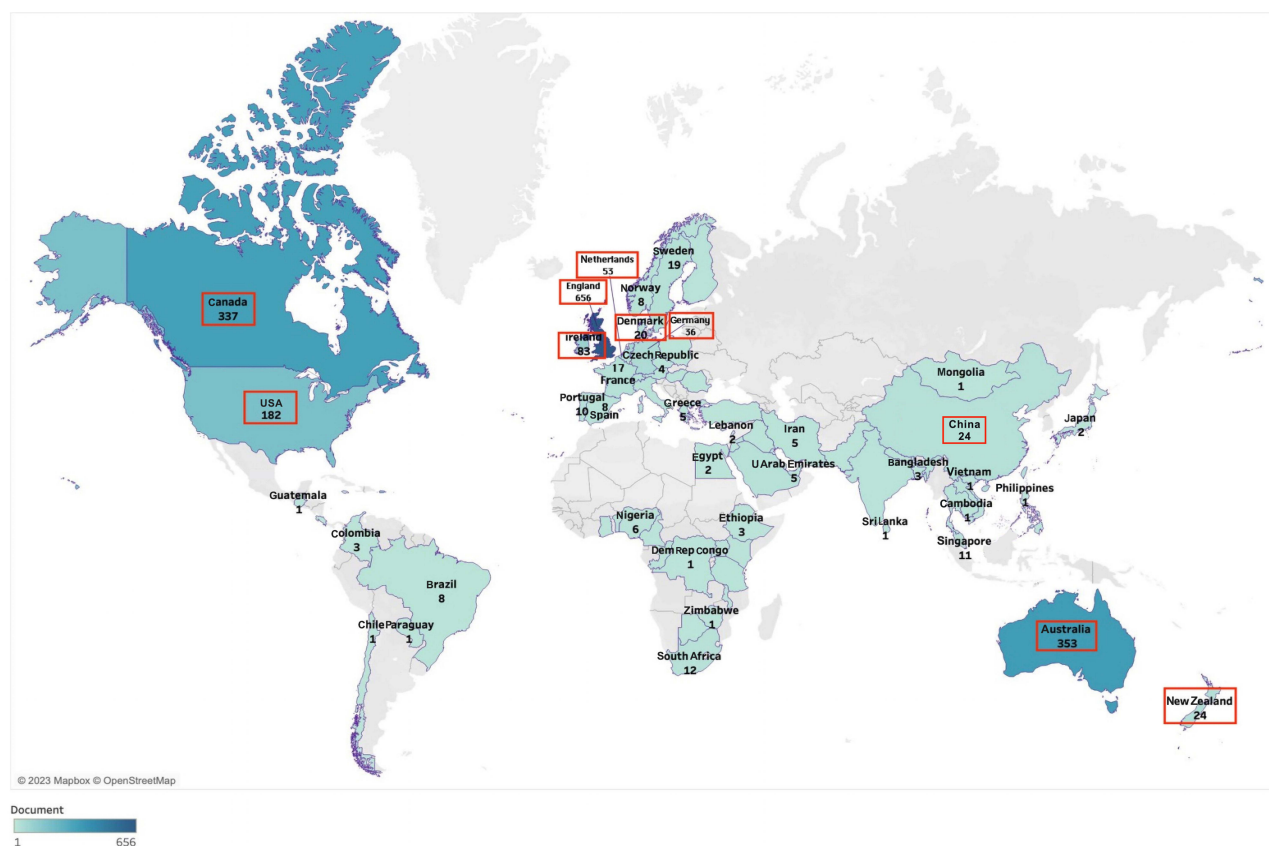 Canada
337
USA
182
Guatemala
1
Colombia
3
Brazil
8
Chile
1
Paraguay
1
Netherlands
53
England
656
Ireland
83
Sweden
19
Norway
8
Denmark
20
Germany
36
Czech Republic
4
17
France
Portugal
10
8
Spain
Greece
5
Lebanon
2
Egypt
2
Iran
5
U Arab Emirates
5
Nigeria
6
Ethiopia
3
Dem Rep Congo
1
Zimbabwe
1
South Africa
12
Mongolia
1
China
24
Japan
2
Bangladesh
3
Vietnam
1
Philippines
1
Cambodia
1
Sri Lanka
1
Singapore
11
Australia
353
New Zealand
24
© 2023 Mapbox © OpenStreetMap
Document
1 656